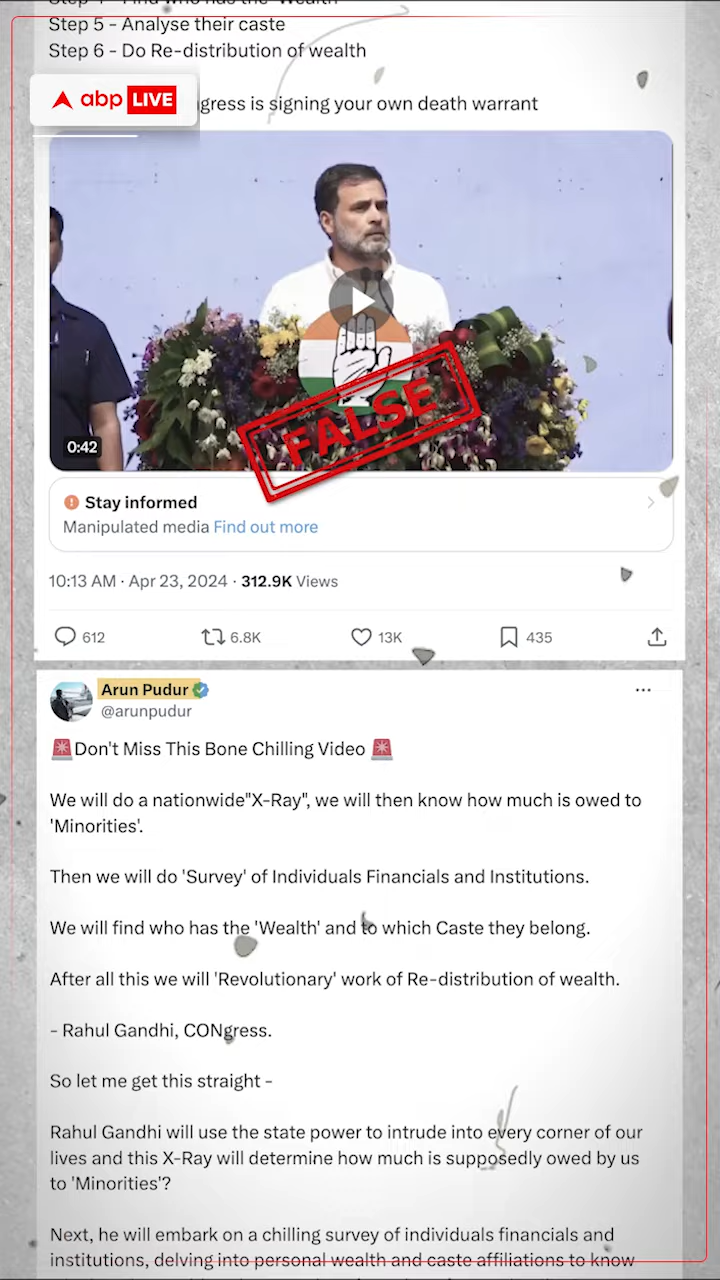 Step 5 - Analyse their caste
Step 6 - Do Re-distribution of wealth
abp LIVE
ngress is signing your own death warrant
FALSE
0:42
Stay informed
Manipulated media Find out more
10:13 AM · Apr 23, 2024 · 312.9K Views
612
6.8K
13K
435
Arun Pudur
@arunpudur
🚨Don't Miss This Bone Chilling Video 🚨
We will do a nationwide"X-Ray", we will then know how much is owed to
'Minorities'.
Then we will do 'Survey' of Individuals Financials and Institutions.
We will find who has the 'Wealth' and to which Caste they belong.
After all this we will 'Revolutionary' work of Re-distribution of wealth.
- Rahul Gandhi, CONgress.
So let me get this straight -
Rahul Gandhi will use the state power to intrude into every corner of our
lives and this X-Ray will determine how much is supposedly owed by us
to 'Minorities'?
Next, he will embark on a chilling survey of individuals financials and
institutions, delving into personal wealth and caste affiliations to know